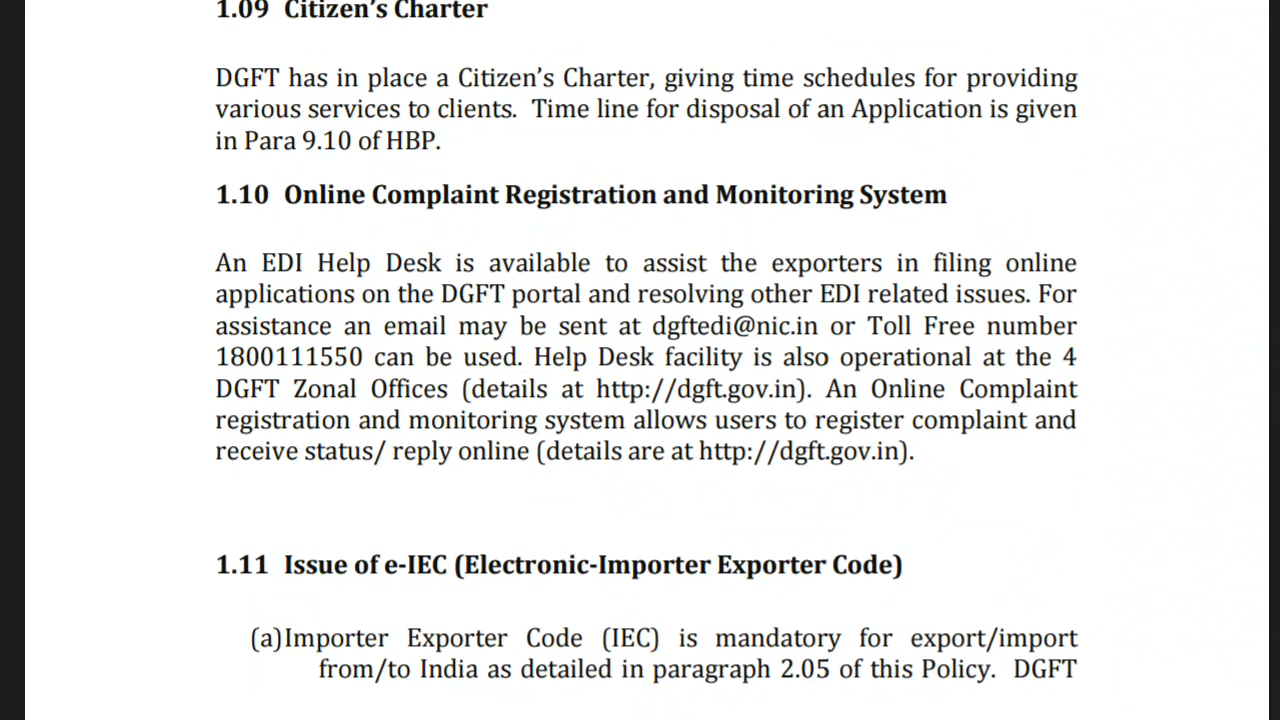 1.09 Citizen's Charter
DGFT has in place a Citizen's Charter, giving time schedules for providing
various services to clients. Time line for disposal of an Application is given
in Para 9.10 of HBP.
1.10 Online Complaint Registration and Monitoring System
An EDI Help Desk is available to assist the exporters in filing online
applications on the DGFT portal and resolving other EDI related issues. For
assistance an email may be sent at dgftedi@nic.in or Toll Free number
1800111550 can be used. Help Desk facility is also operational at the 4
DGFT Zonal Offices (details at http://dgft.gov.in). An Online Complaint
registration and monitoring system allows users to register complaint and
receive status/ reply online (details are at http://dgft.gov.in).
1.11 Issue of e-IEC (Electronic-Importer Exporter Code)
(a)Importer Exporter Code (IEC) is mandatory for export/import
from/to India as detailed in paragraph 2.05 of this Policy. DGFT